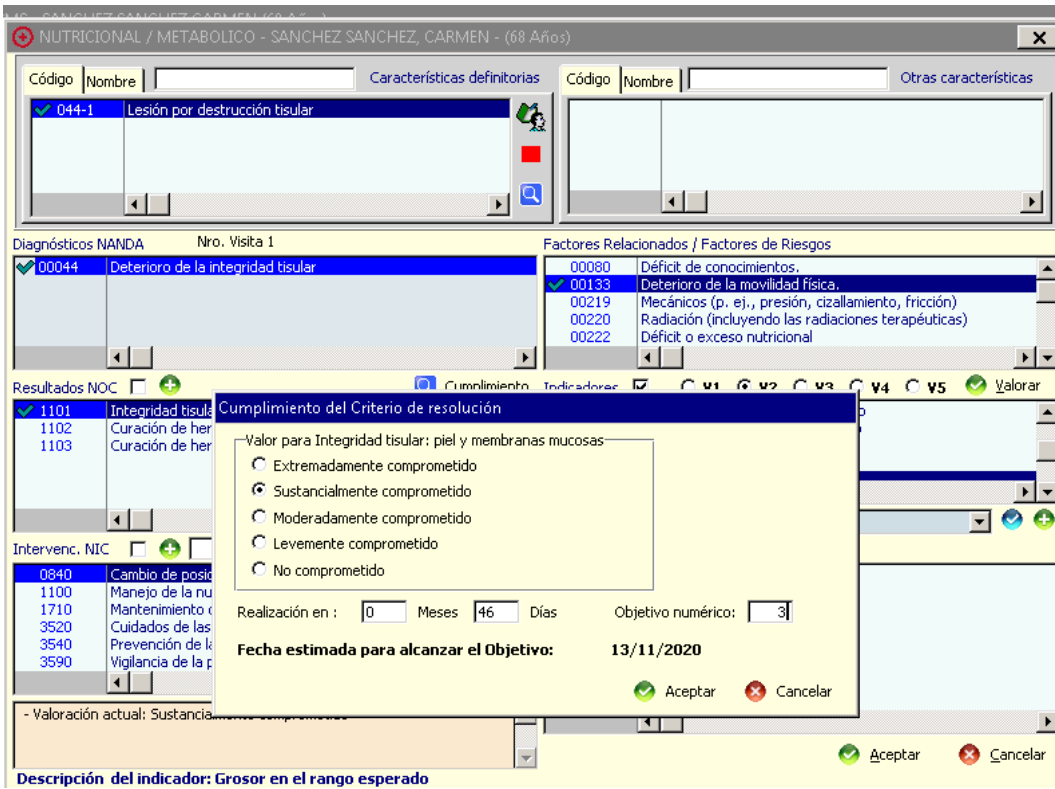 NUTRICIONAL / METABOLICO - SANCHEZ SANCHEZ, CARMEN - (68 Años)
Código Nombre Características definitorias
Código Nombre Otras características
044-1 Lesión por destrucción tisular
Diagnósticos NANDA Nro. Visita 1
Factores Relacionados / Factores de Riesgos
00044 Deterioro de la integridad tisular
00080 Déficit de conocimientos.
00133 Deterioro de la movilidad física.
00219 Mecánicos (p. ej., presión, cizallamiento, fricción)
00220 Radiación (incluyendo las radiaciones terapéuticas)
00222 Déficit o exceso nutricional
Resultados NOC Cumplimiento Indicadores V1 V2 V3 V4 V5 Valorar
1101 Integridad tisula
1102 Curación de her
1103 Curación de her
Cumplimiento del Criterio de resolución
Valor para Integridad tisular: piel y membranas mucosas
Extremadamente comprometido
Sustancialmente comprometido
Moderadamente comprometido
Levemente comprometido
No comprometido
Realización en : 0 Meses 46 Días Objetivo numérico: 3
Fecha estimada para alcanzar el Objetivo: 13/11/2020
Aceptar Cancelar
Intervenc. NIC
0840 Cambio de posic
1100 Manejo de la nu
1710 Mantenimiento
3520 Cuidados de las
3540 Prevención de la
3590 Vigilancia de la p
- Valoración actual:
Aceptar Cancelar
Descripción del indicador: Grosor en el rango esperado